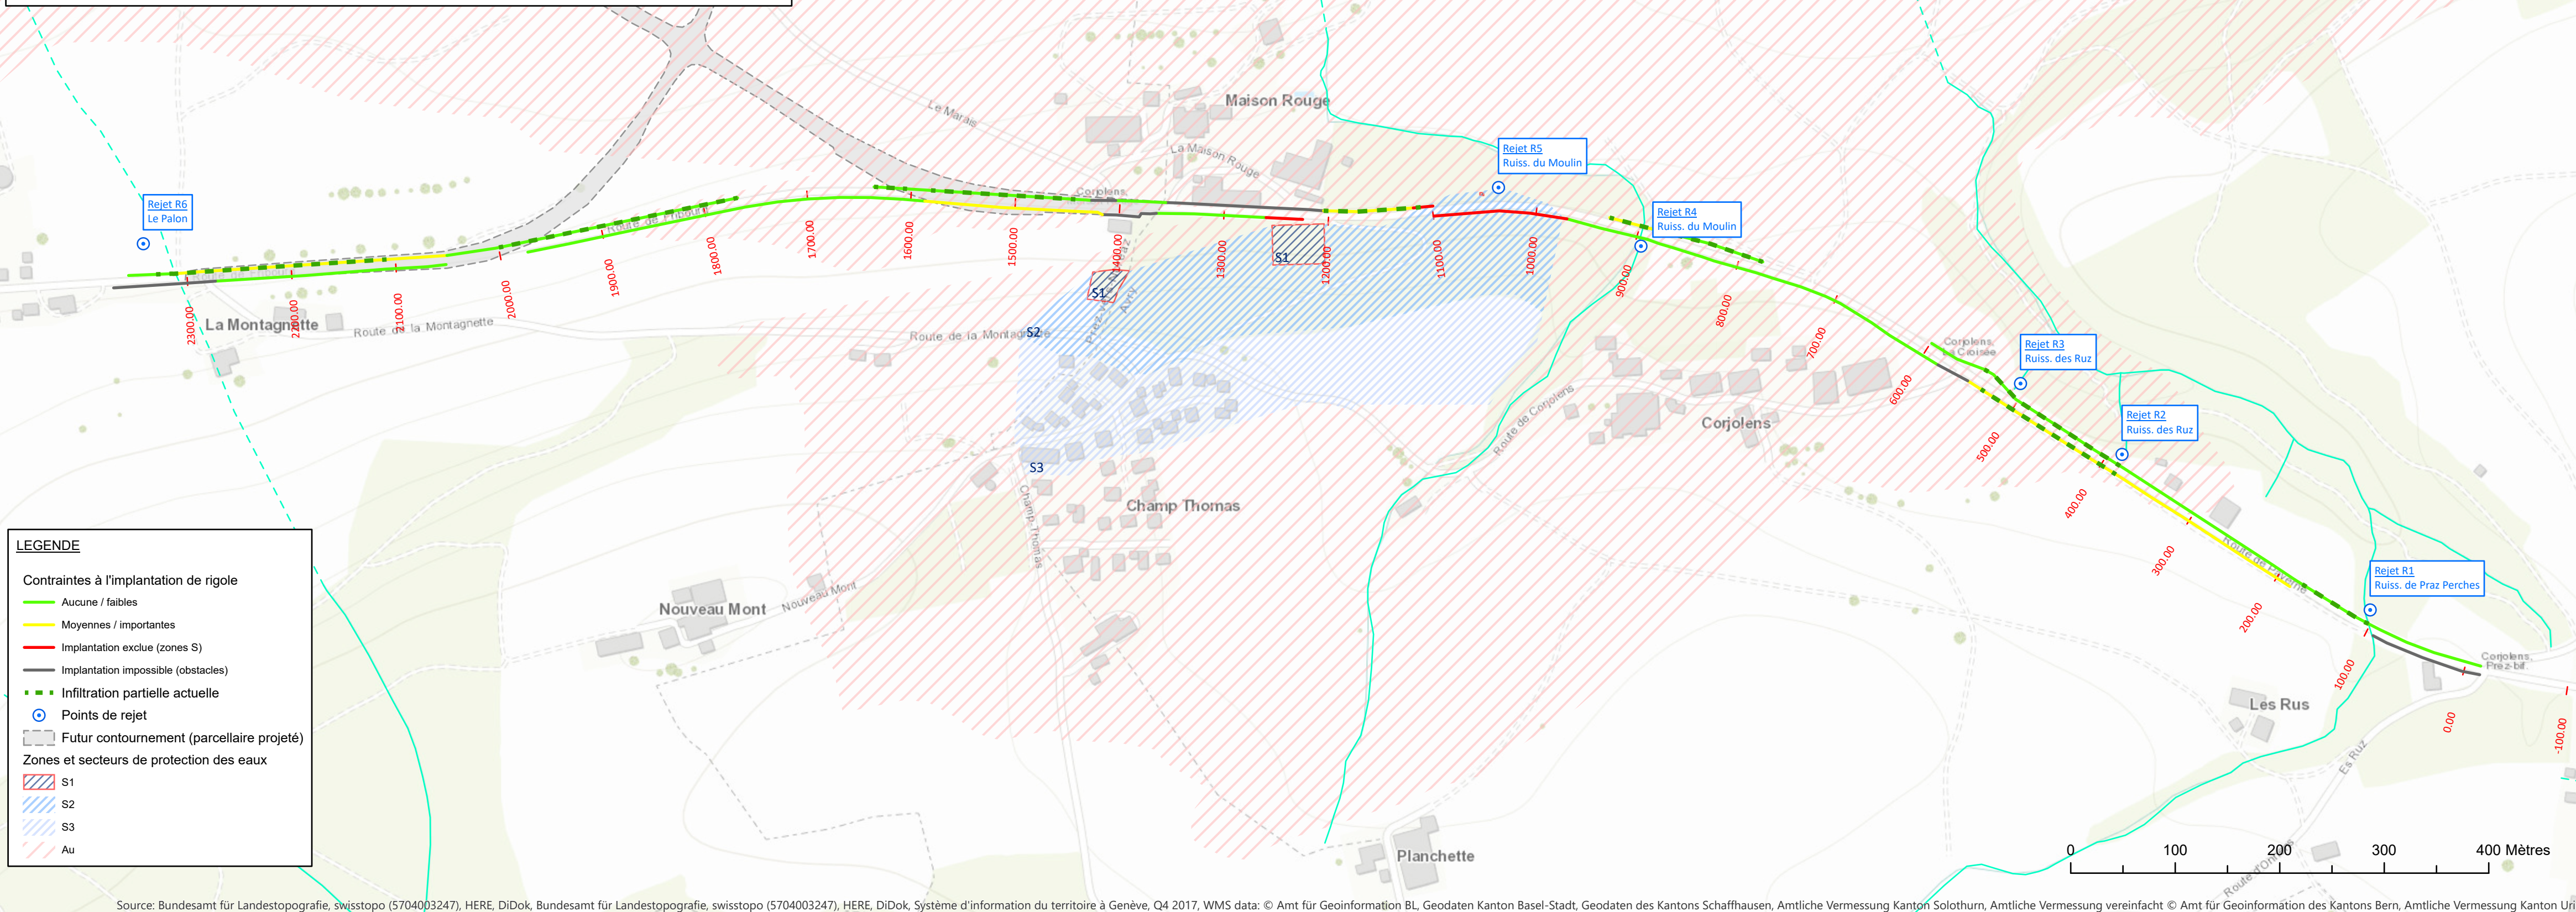 Le Marais
Maison Rouge
La Maison Rouge
Rejet R5
Ruiss. du Moulin
Rejet R6
Le Palon
Corjolens,
Rejet R4
Ruiss. du Moulin
Route de Fribourg
S1
S1
S2
S3
2300.00
2200.00
2100.00
2000.00
1900.00
1800.00
1700.00
1600.00
1500.00
1400.00
1300.00
1200.00
1100.00
1000.00
900.00
800.00
700.00
600.00
500.00
400.00
300.00
200.00
100.00
0.00
-100.00
La Montagnette
Route de la Montagnette
Route de la Montagnette
Avry
Corjolens,
La Croisée
Rejet R3
Ruiss. des Ruz
Rejet R2
Ruiss. des Ruz
Route de Corjolens
Corjolens
Champ Thomas
Champ-Thomas
Route de Payerne
Rejet R1
Ruiss. de Praz Perches
Nouveau Mont
Nouveau Mont
Corjolens,
Prez-bif.
Les Rus
Es Ruz
Planchette
LEGENDE
Contraintes à l'implantation de rigole
Aucune / faibles
Moyennes / importantes
Implantation exclue (zones S)
Implantation impossible (obstacles)
Infiltration partielle actuelle
Points de rejet
Futur contournement (parcellaire projeté)
Zones et secteurs de protection des eaux
S1
S2
S3
Au
0 100 200 300 400 Mètres
Source: Bundesamt für Landestopografie, swisstopo (5704003247), HERE, DiDok, Bundesamt für Landestopografie, swisstopo (5704003247), HERE, DiDok, Système d'information du territoire à Genève, Q4 2017, WMS data: © Amt für Geoinformation BL, Geodaten Kanton Basel-Stadt, Geodaten des Kantons Schaffhausen, Amtliche Vermessung Kanton Solothurn, Amtliche Vermessung vereinfacht © Amt für Geoinformation des Kantons Bern, Amtliche Vermessung Kanton